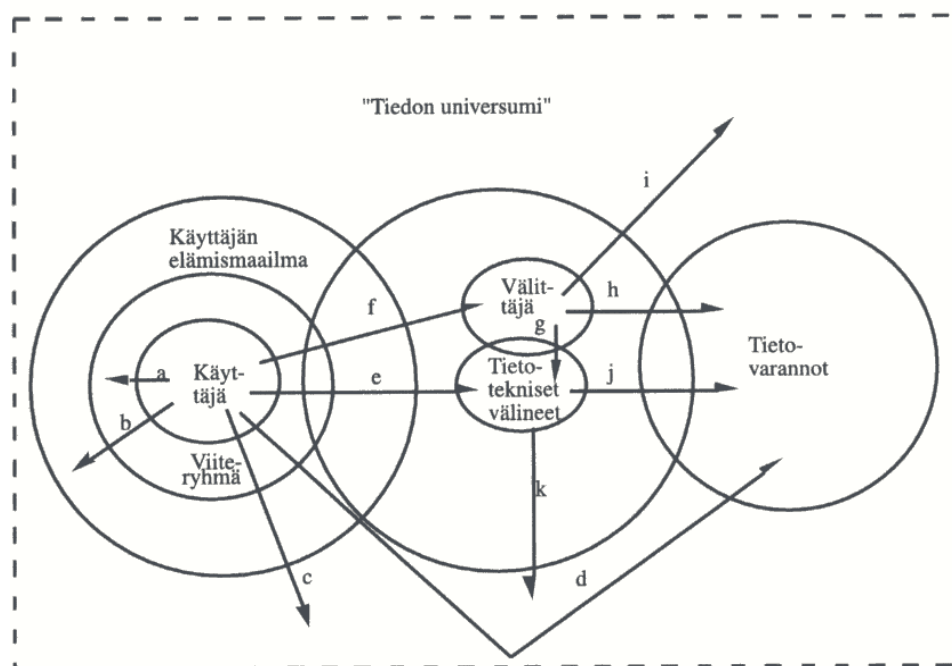 "Tiedon universumi"
i
Käyttäjän
elämismaailma
Välit-
täjä
f
h
g
Tieto-
varannot
a
Käyt-
täjä
e
Tieto-
tekniset
välineet
j
b
Viite-
ryhmä
k
c
d